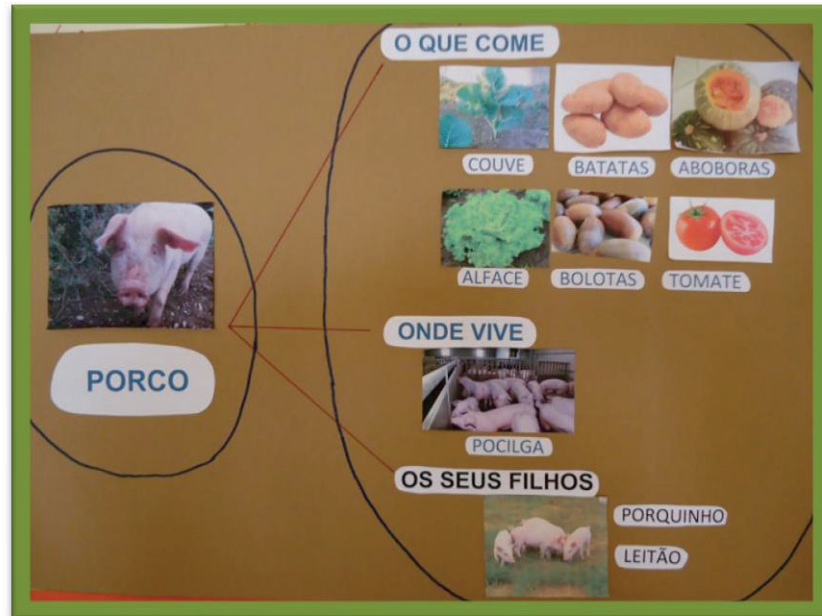 O QUE COME
COUVE
BATATAS
ABOBORAS
ALFACE
BOLOTAS
TOMATE
PORCO
ONDE VIVE
POCILGA
OS SEUS FILHOS
PORQUINHO
LEITÃO